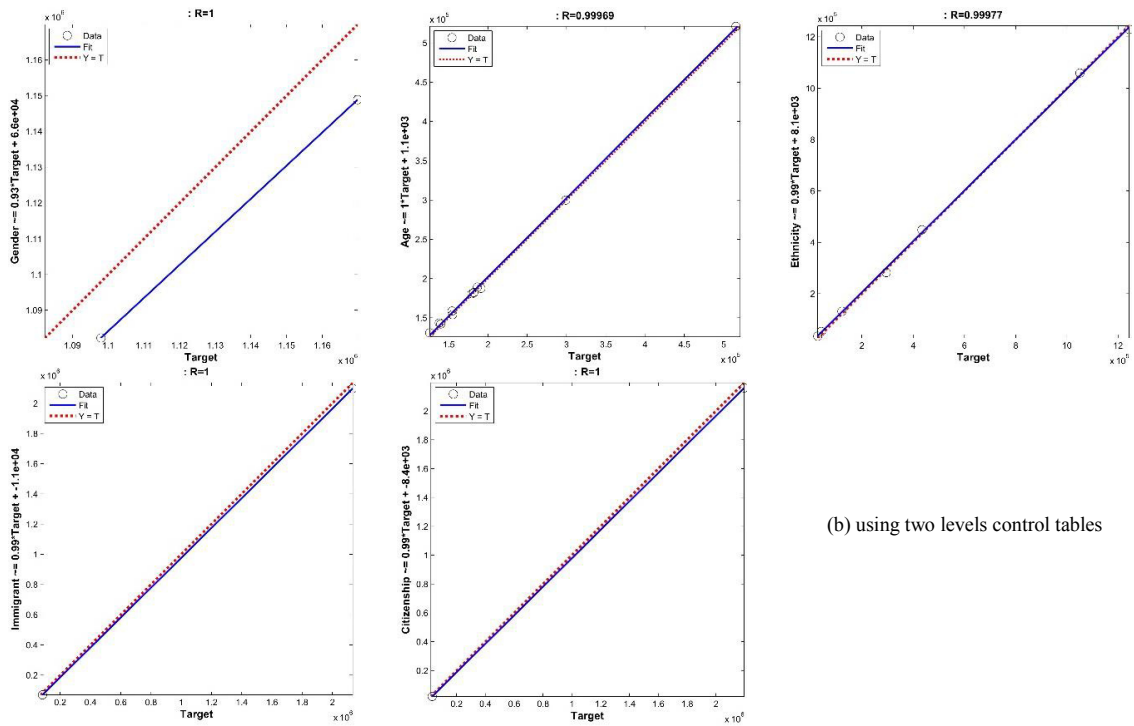 : R=1
× 10^6
Data
Fit
Y = T
1.16
1.15
1.14
1.13
1.12
1.11
1.1
1.09
Gender ~= 0.93*Target + 6.6e+04
1.09 1.1 1.11 1.12 1.13 1.14 1.15 1.16
Target
× 10^6
: R=0.99969
× 10^5
Data
Fit
Y = T
5
4.5
4
3.5
3
2.5
2
1.5
Age ~= 1*Target + 1.1e+03
1.5 2 2.5 3 3.5 4 4.5 5
Target
× 10^5
: R=0.99977
× 10^5
Data
Fit
Y = T
12
10
8
6
4
2
Ethnicity ~= 0.99*Target + 8.1e+03
2 4 6 8 10 12
Target
× 10^5
: R=1
× 10^6
Data
Fit
Y = T
2
1.8
1.6
1.4
1.2
1
0.8
0.6
0.4
0.2
Immigrant ~= 0.99*Target + -1.1e+04
0.2 0.4 0.6 0.8 1 1.2 1.4 1.6 1.8 2
Target
× 10^6
: R=1
× 10^6
Data
Fit
Y = T
2
1.8
1.6
1.4
1.2
1
0.8
0.6
0.4
0.2
Citizenship ~= 0.99*Target + -8.4e+03
0.2 0.4 0.6 0.8 1 1.2 1.4 1.6 1.8 2
Target
× 10^6
(b) using two levels control tables